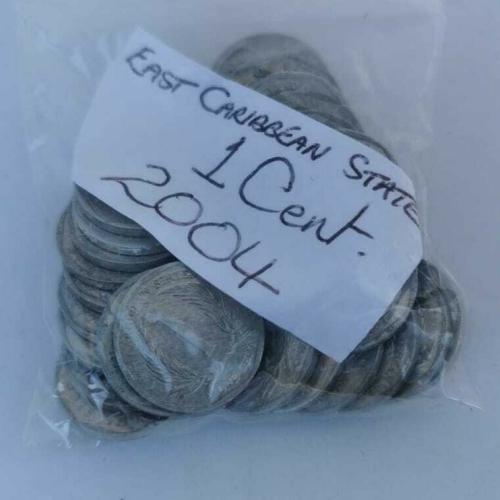 EAST CARIBBEAN STATE
1 Cent.
2004